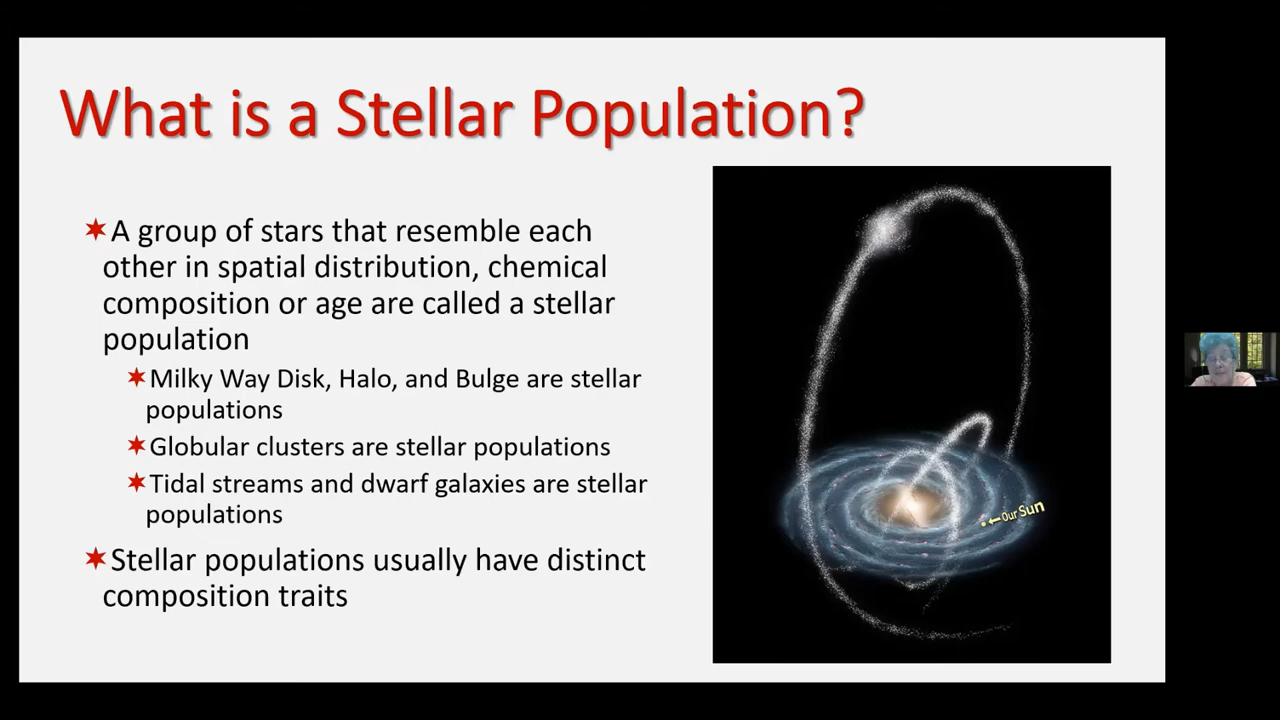 What is a Stellar Population?
A group of stars that resemble each
other in spatial distribution, chemical
composition or age are called a stellar
population
Milky Way Disk, Halo, and Bulge are stellar
populations
Globular clusters are stellar populations
Tidal streams and dwarf galaxies are stellar
populations
Stellar populations usually have distinct
composition traits
Our Sun